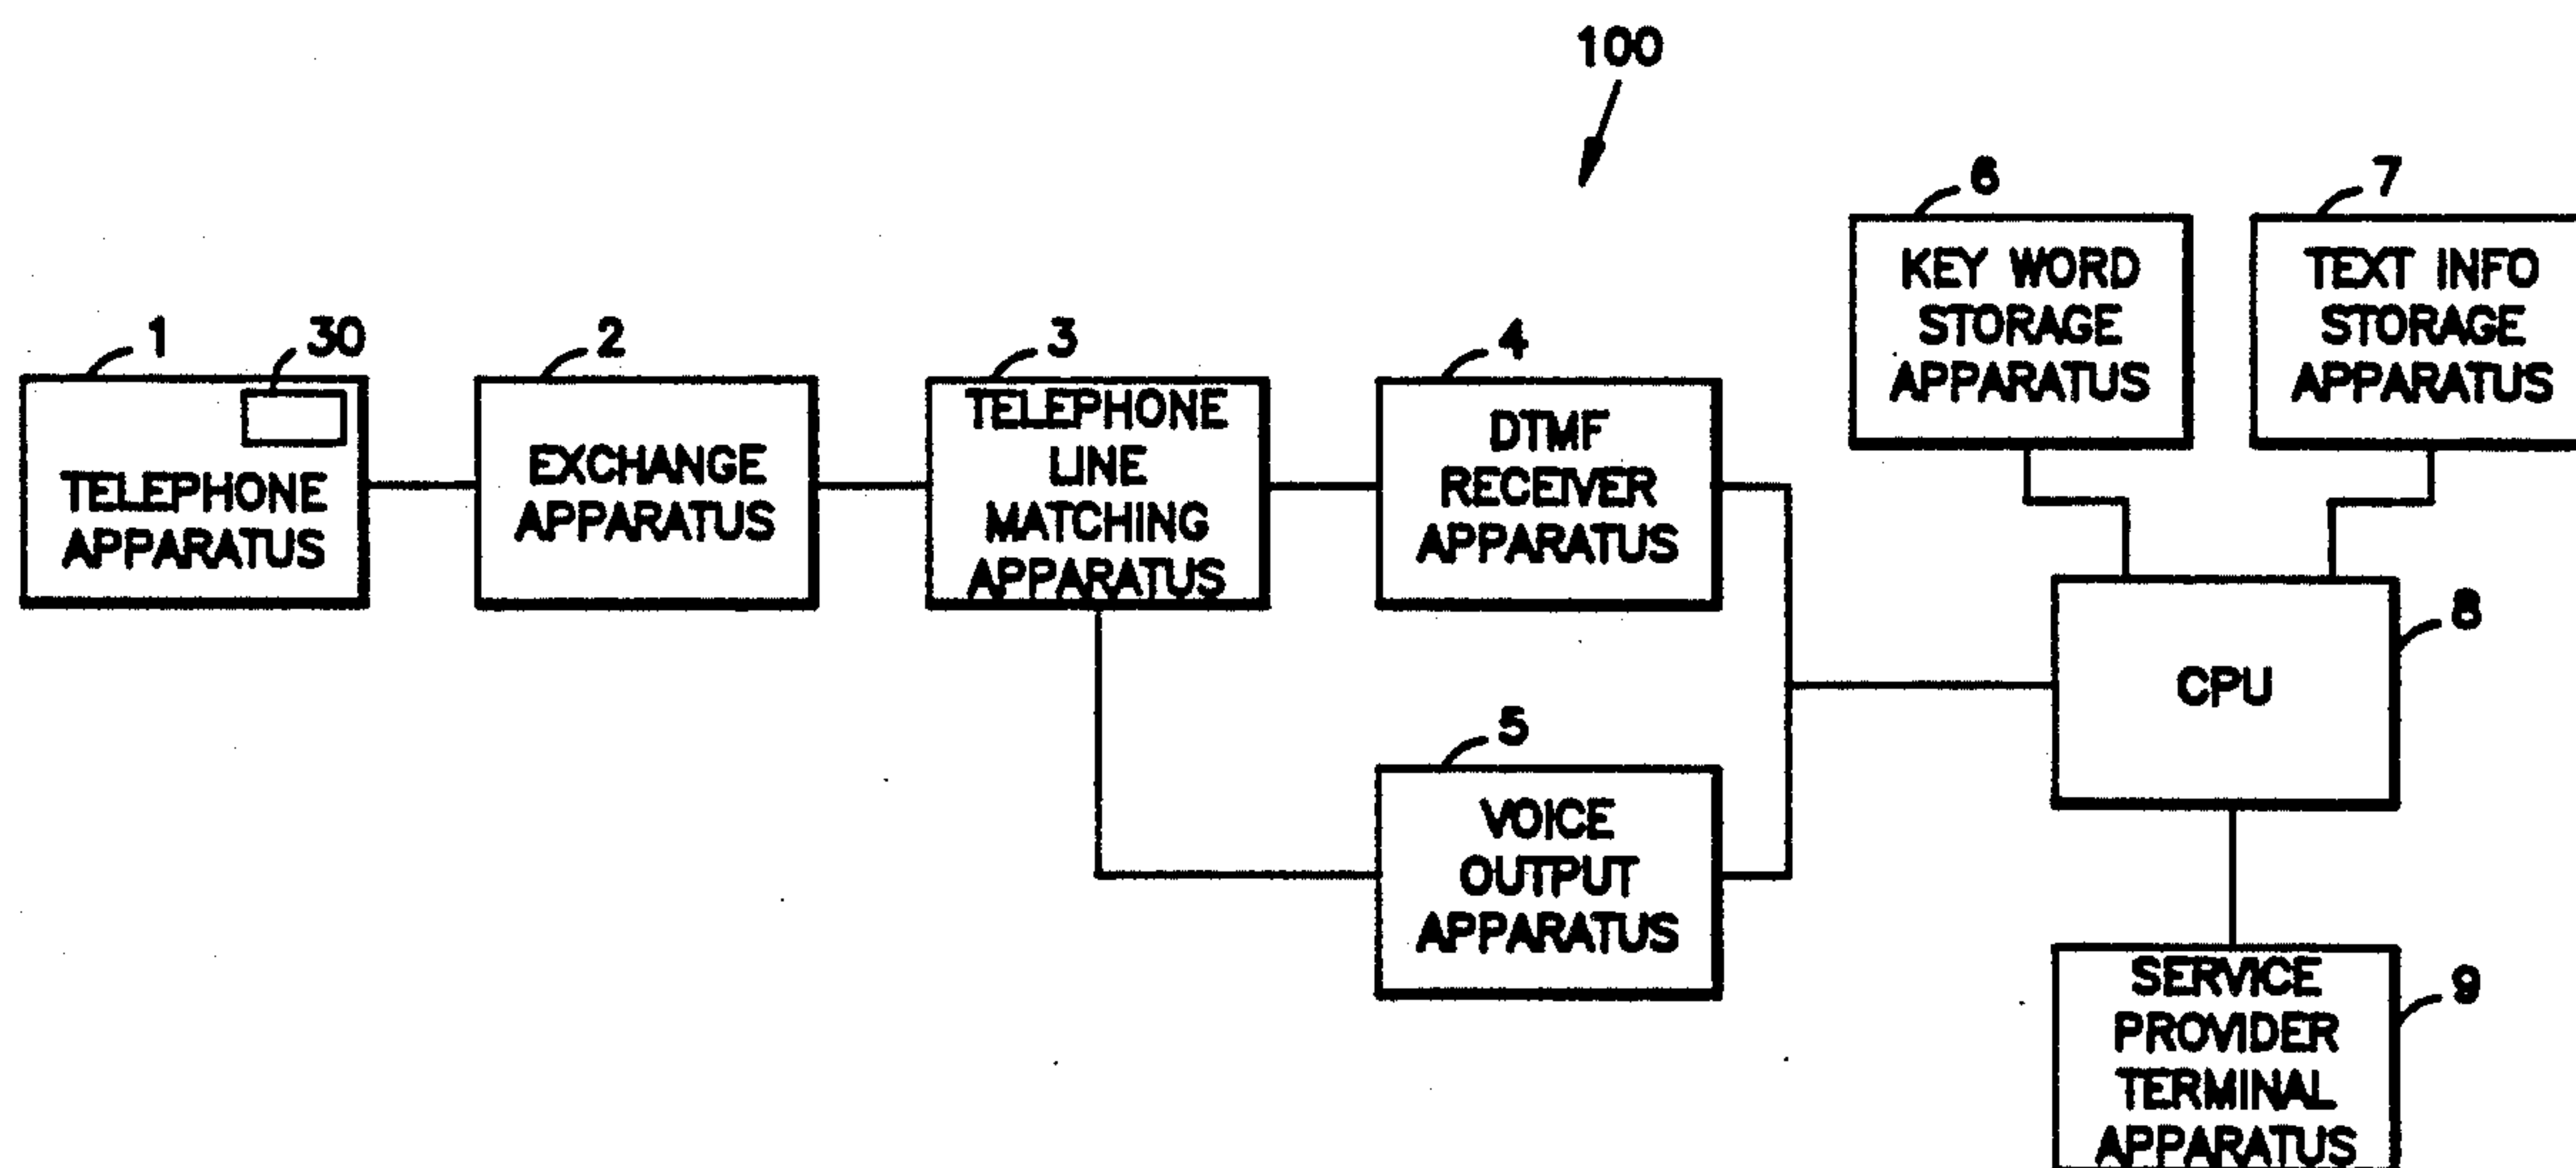 100
6
7
KEY WORD
STORAGE
APPARATUS
TEXT INFO
STORAGE
APPARATUS
1
30
2
3
4
TELEPHONE
APPARATUS
EXCHANGE
APPARATUS
TELEPHONE
LINE
MATCHING
APPARATUS
DTMF
RECEIVER
APPARATUS
8
CPU
5
VOICE
OUTPUT
APPARATUS
9
SERVICE
PROVIDER
TERMINAL
APPARATUS